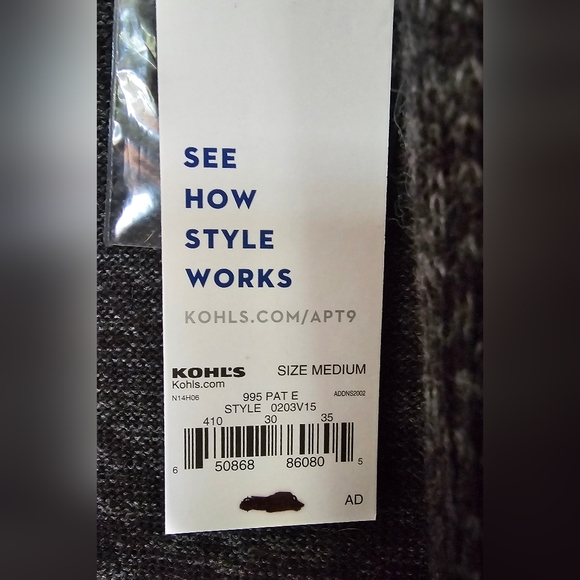 SEE
HOW
STYLE
WORKS
KOHLS.COM/APT9
KOHL'S SIZE MEDIUM
Kohls.com
N14H06 995 PAT E ADDNS2002
STYLE 0203V15
410 30 35
6 50868 86080 5
AD